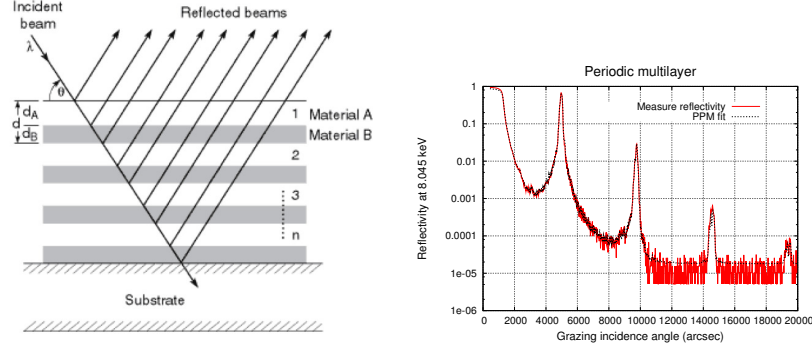 Incident
beam
λ
θ
Reflected beams
d
dA
dB
1
Material A
Material B
2
3
n
Substrate
Periodic multilayer
Measure reflectivity
PPM fit
Reflectivity at 8.045 keV
1
0.1
0.01
0.001
0.0001
1e-05
1e-06
0 2000 4000 6000 8000 10000 12000 14000 16000 18000 20000
Grazing incidence angle (arcsec)